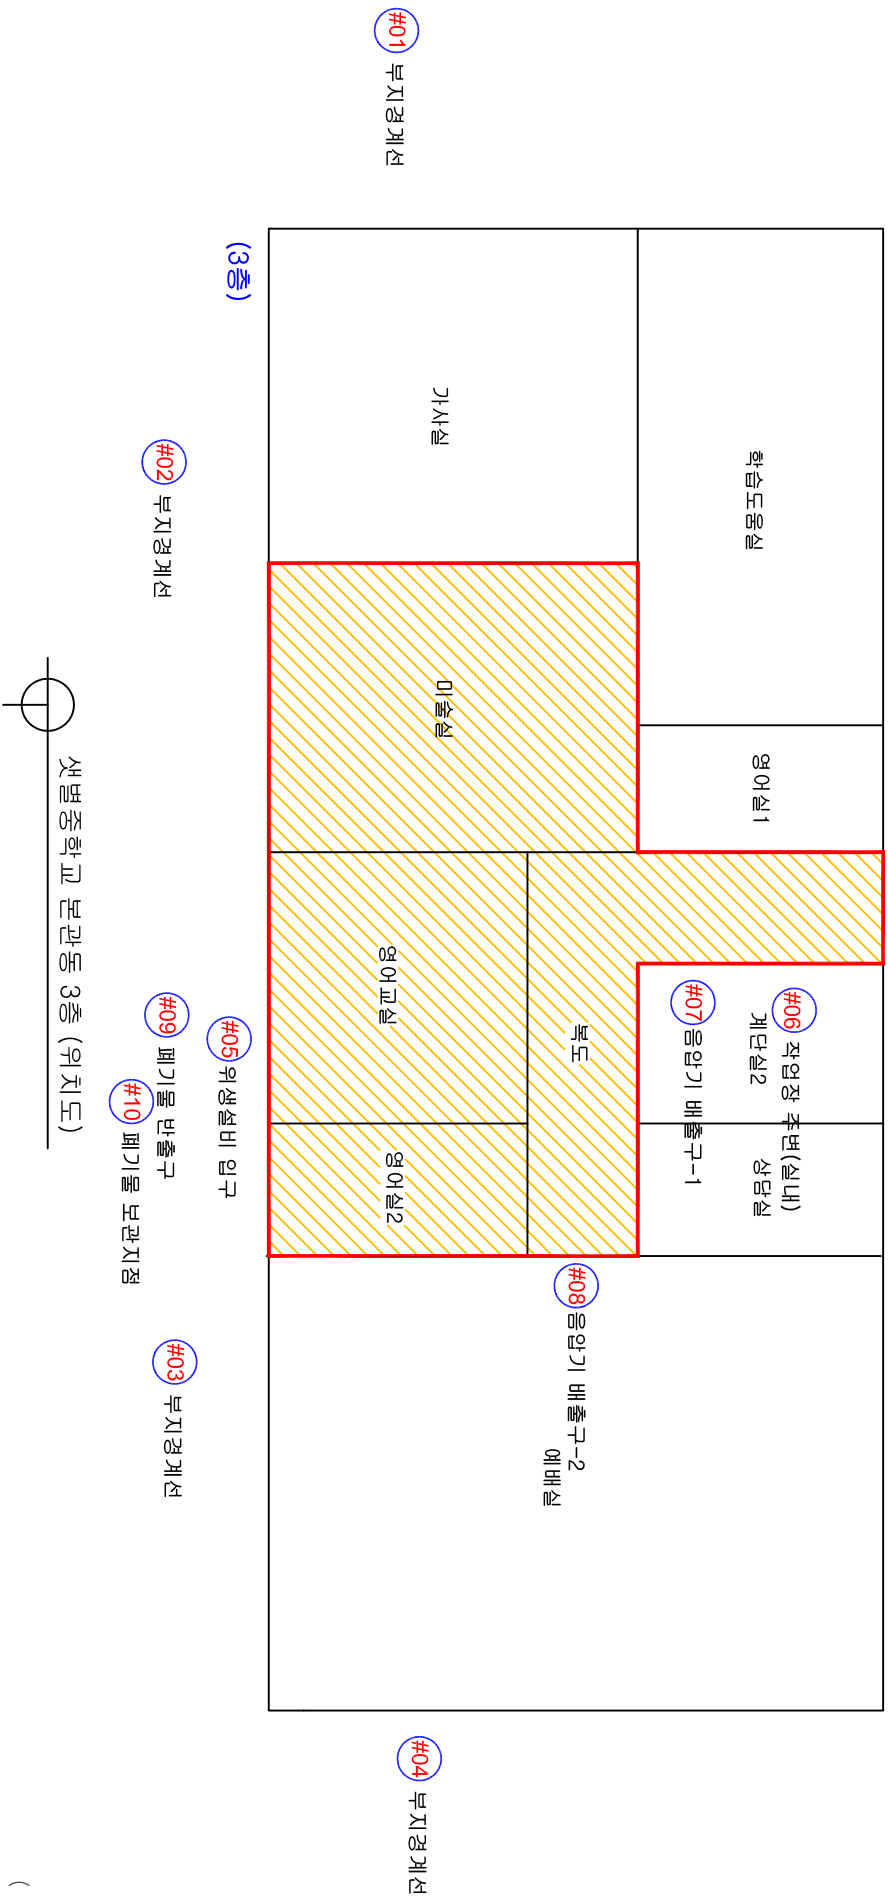 #06 작업장 주변(실내)
학습도움실
영어실1
계단실2
상담실
#07 음압기 배출구-1
#08 음압기 배출구-2
복도
예배실
가사실
미술실
영어교실
영어실2
#01 부지경계선
#04 부지경계선
(3층)
#05 위생설비 입구
#02 부지경계선
#09 폐기물 반출구
#03 부지경계선
#10 폐기물 보관지점
샛별중학교 본관동 3층 (위치도)
(